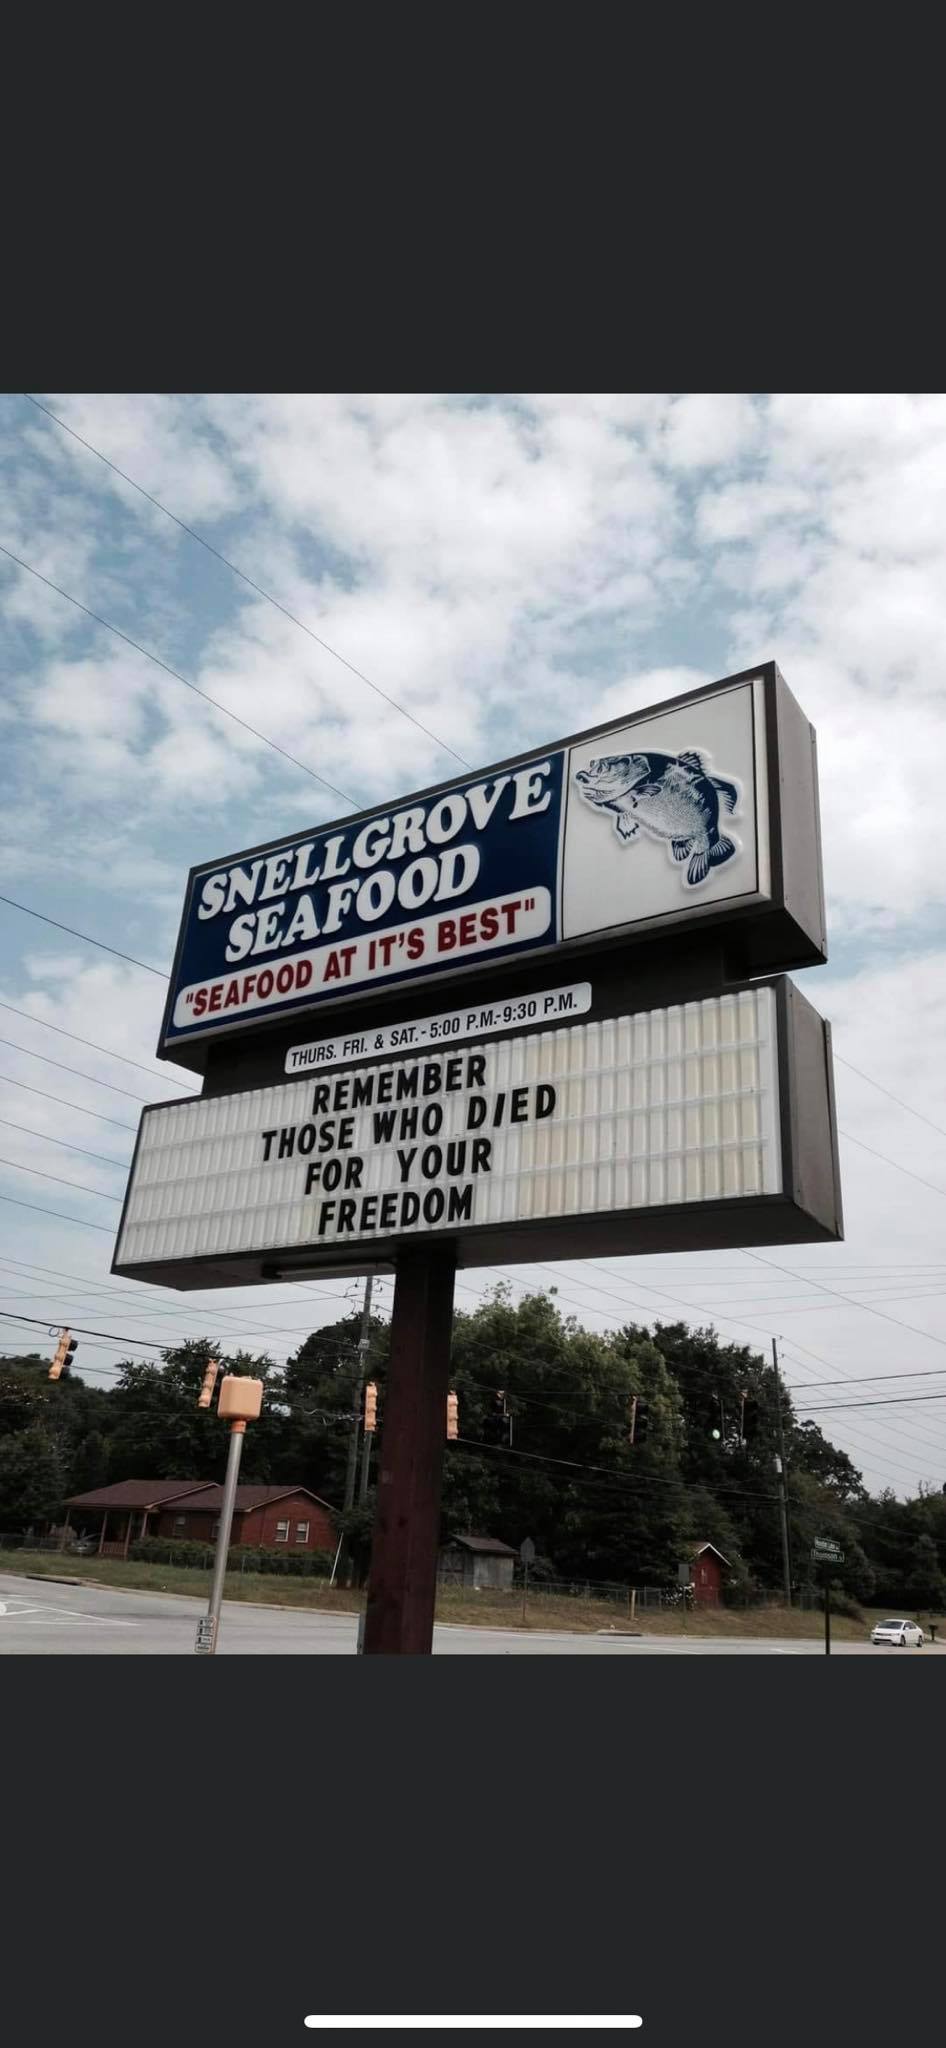 SNELLGROVE
SEAFOOD
"SEAFOOD AT IT'S BEST"
THURS. FRI. & SAT.-5:00 P.M.-9:30 P.M.
REMEMBER
THOSE WHO DIED
FOR YOUR
FREEDOM